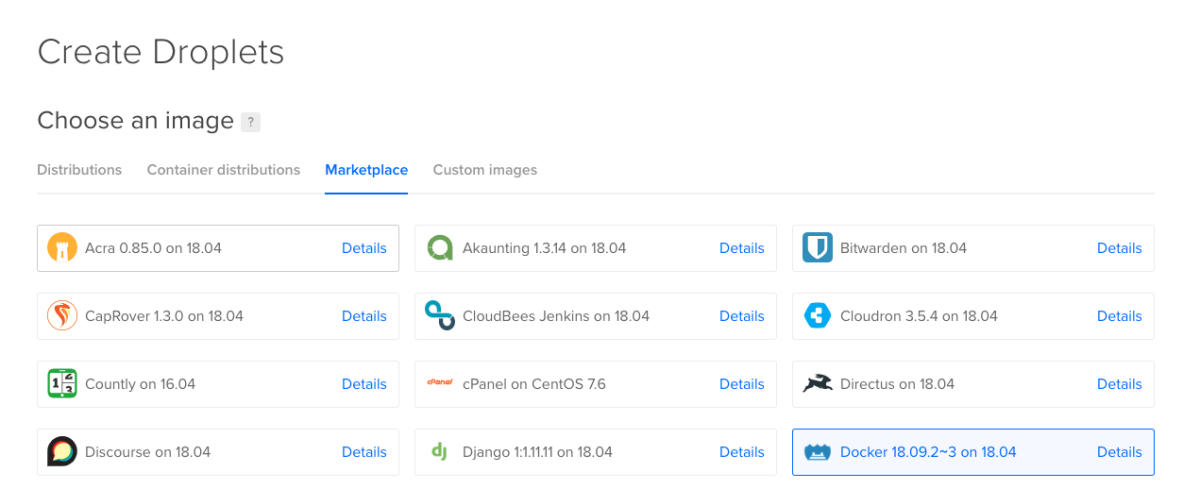 Create Droplets
Choose an image ?
Distributions Container distributions Marketplace Custom images
Acra 0.85.0 on 18.04 Details Akaunting 1.3.14 on 18.04 Details Bitwarden on 18.04 Details
CapRover 1.3.0 on 18.04 Details CloudBees Jenkins on 18.04 Details Cloudron 3.5.4 on 18.04 Details
Countly on 16.04 Details cPanel cPanel on CentOS 7.6 Details Directus on 18.04 Details
Discourse on 18.04 Details dj Django 1:1.11.11 on 18.04 Details Docker 18.09.2~3 on 18.04 Details